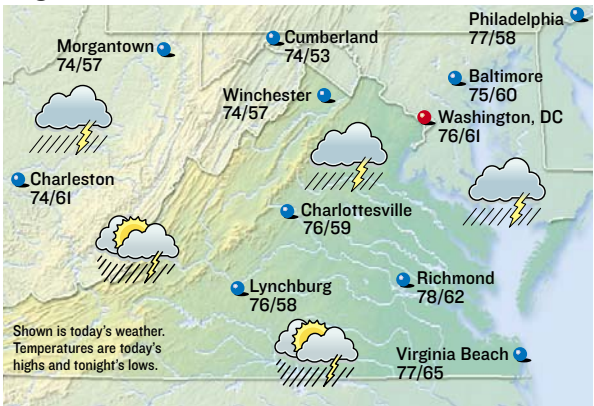 Philadelphia
77/58
Cumberland
74/53
Morgantown
74/57
Baltimore
75/60
Winchester
74/57
Washington, DC
76/61
Charleston
74/61
Charlottesville
76/59
Richmond
78/62
Lynchburg
76/58
Shown is today's weather.
Temperatures are today's
highs and tonight's lows.
Virginia Beach
77/65